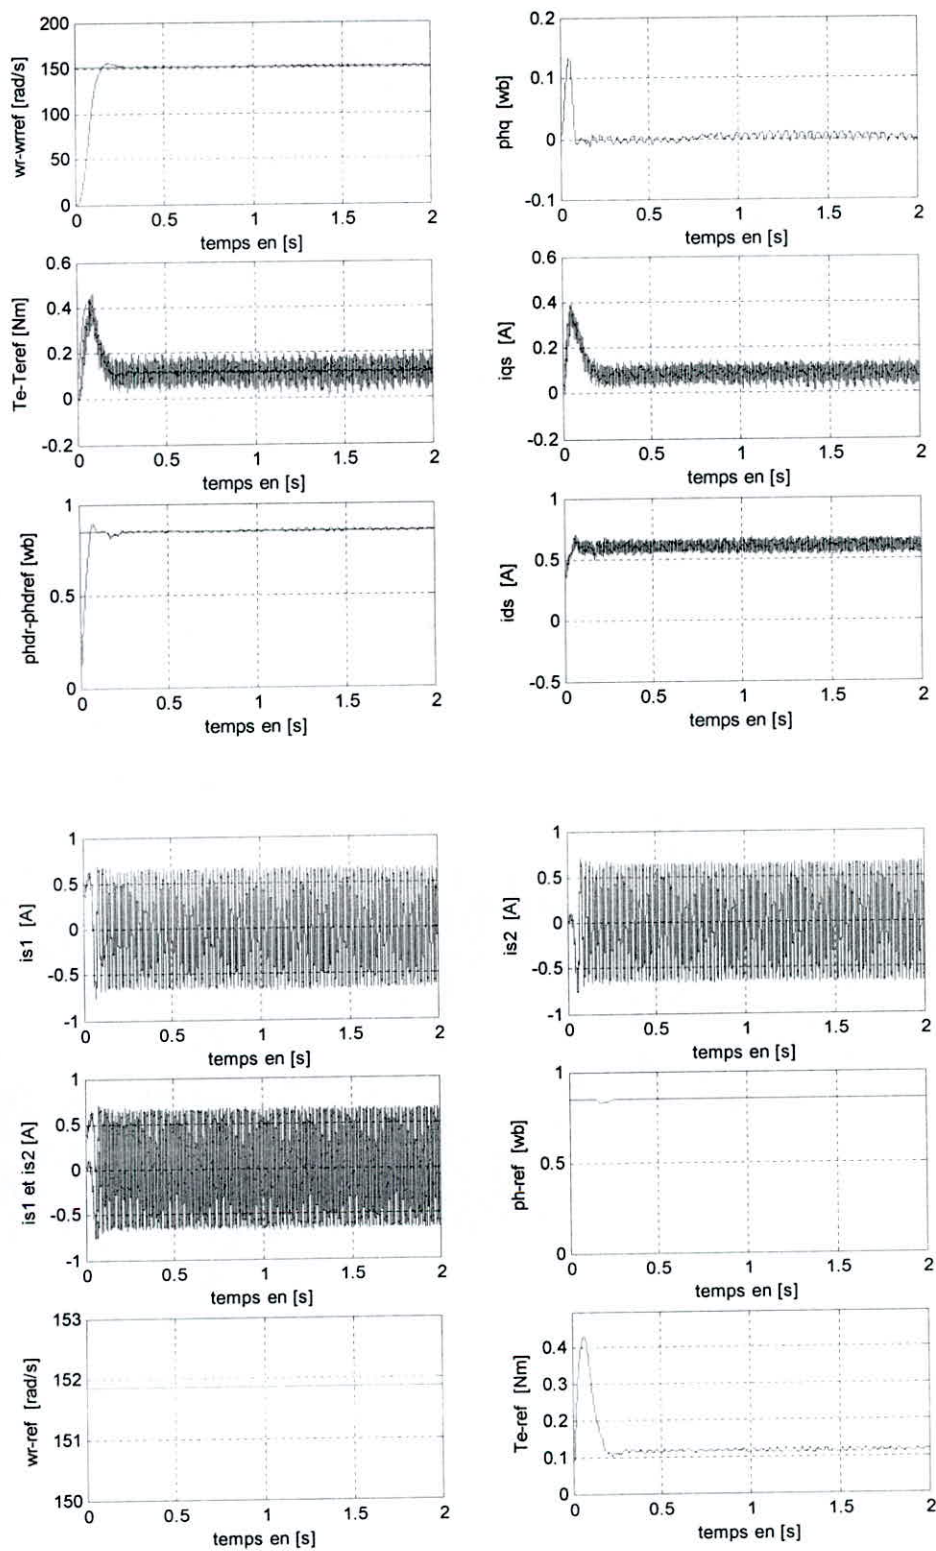 wr-wrref [rad/s]
200
150
100
50
0
0 0.5 1 1.5 2
temps en [s]
phq [wb]
0.2
0.1
0
-0.1
0 0.5 1 1.5 2
temps en [s]
Te-Teref [Nm]
0.6
0.4
0.2
0
-0.2
0 0.5 1 1.5 2
temps en [s]
iqs [A]
0.6
0.4
0.2
0
-0.2
0 0.5 1 1.5 2
temps en [s]
phdr-phdref [wb]
1
0.5
0
0 0.5 1 1.5 2
temps en [s]
ids [A]
1
0.5
0
-0.5
0 0.5 1 1.5 2
temps en [s]
is1 [A]
1
0.5
0
-0.5
-1
0 0.5 1 1.5 2
temps en [s]
is2 [A]
1
0.5
0
-0.5
-1
0 0.5 1 1.5 2
temps en [s]
is1 et is2 [A]
1
0.5
0
-0.5
-1
0 0.5 1 1.5 2
temps en [s]
ph-ref [wb]
1
0.5
0
0 0.5 1 1.5 2
temps en [s]
wr-ref [rad/s]
153
152
151
150
0 0.5 1 1.5 2
temps en [s]
Te-ref [Nm]
0.4
0.3
0.2
0.1
0
0 0.5 1 1.5 2
temps en [s]